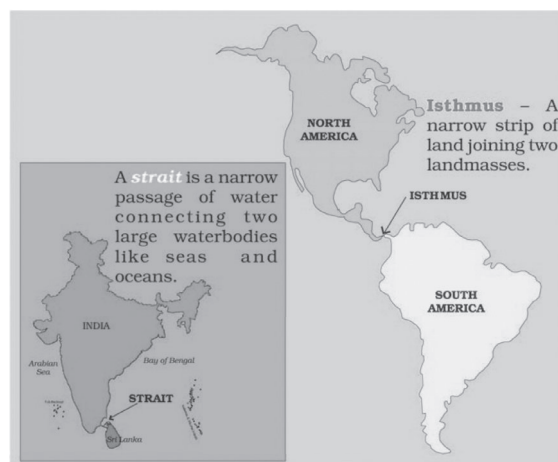 Isthmus – A
narrow strip of
land joining two
landmasses.
NORTH
AMERICA
ISTHMUS
SOUTH
AMERICA
A strait is a narrow
passage of water
connecting two
large waterbodies
like seas and
oceans.
INDIA
Arabian
Sea
Bay of Bengal
STRAIT
Sri Lanka